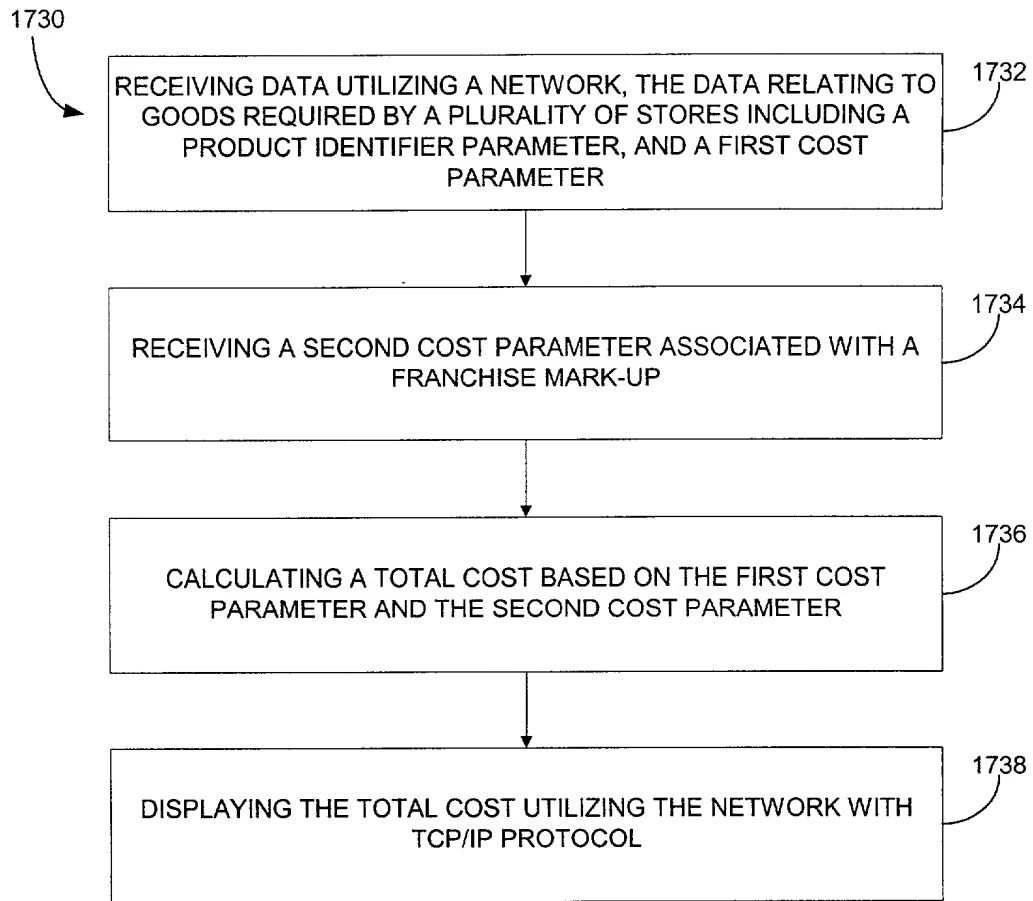 1730
RECEIVING DATA UTILIZING A NETWORK, THE DATA RELATING TO
GOODS REQUIRED BY A PLURALITY OF STORES INCLUDING A
PRODUCT IDENTIFIER PARAMETER, AND A FIRST COST
PARAMETER
1732
RECEIVING A SECOND COST PARAMETER ASSOCIATED WITH A
FRANCHISE MARK-UP
1734
CALCULATING A TOTAL COST BASED ON THE FIRST COST
PARAMETER AND THE SECOND COST PARAMETER
1736
DISPLAYING THE TOTAL COST UTILIZING THE NETWORK WITH
TCP/IP PROTOCOL
1738